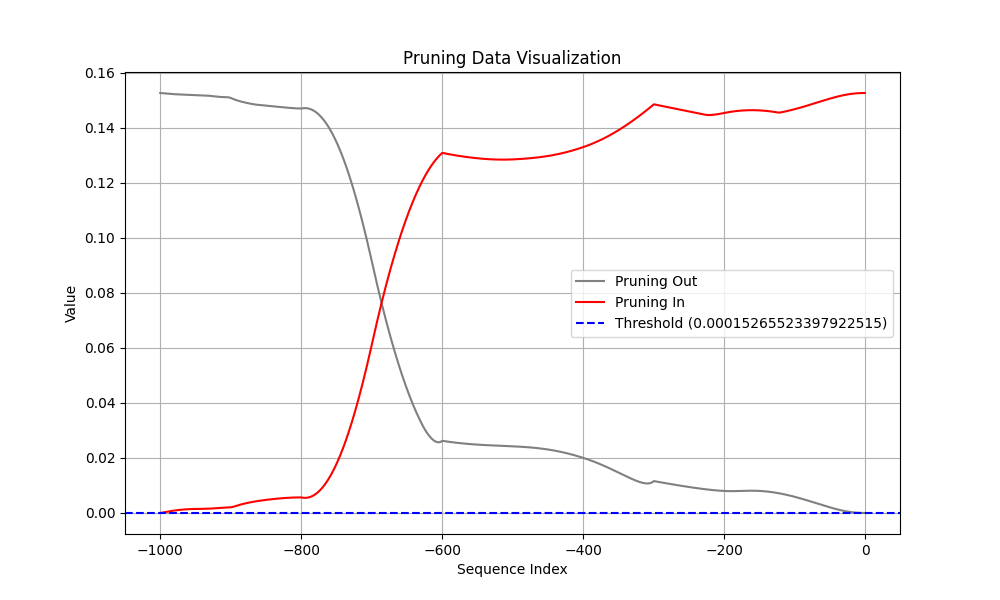 Pruning Data Visualization
0.16
0.14
0.12
0.10
0.08
0.06
0.04
0.02
0.00
Value
Pruning Out
Pruning In
Threshold (0.00015265523397922515)
−1000
−800
−600
−400
−200
0
Sequence Index